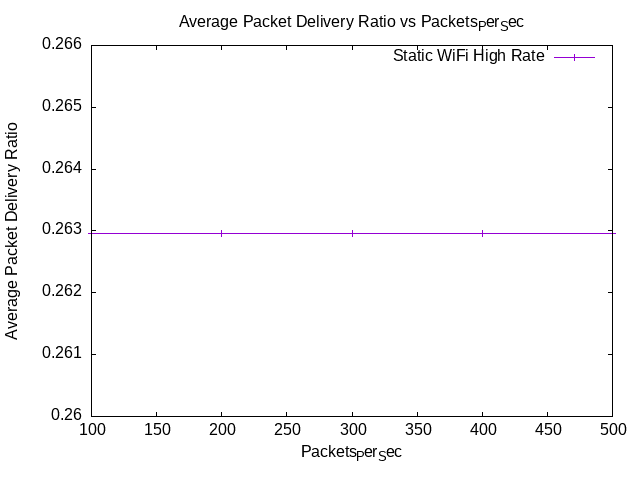 Average Packet Delivery Ratio vs PacketsPerSec
Static WiFi High Rate
Average Packet Delivery Ratio
0.266
0.265
0.264
0.263
0.262
0.261
0.26
100 150 200 250 300 350 400 450 500
PacketsPerSec